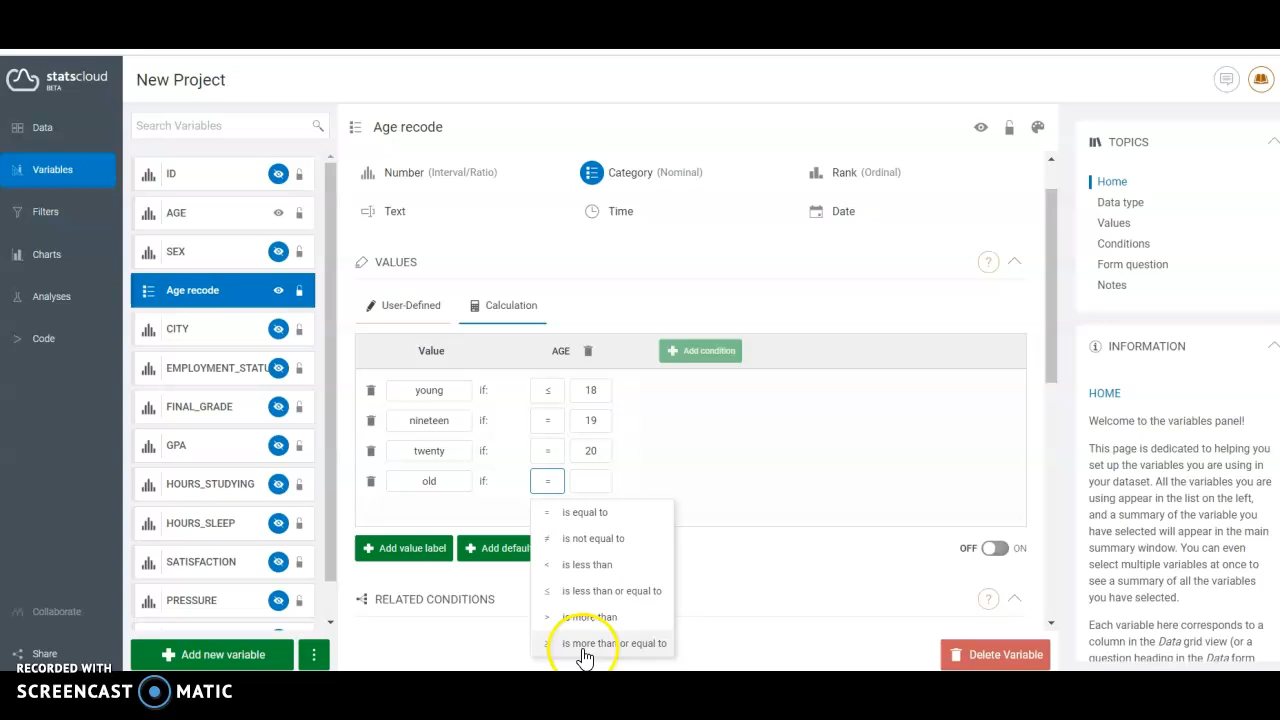 statscloud
BETA
New Project
Data
Variables
Filters
Charts
Analyses
Code
Collaborate
Share
Search Variables
ID
AGE
SEX
Age recode
CITY
EMPLOYMENT_STATU
FINAL_GRADE
GPA
HOURS_STUDYING
HOURS_SLEEP
SATISFACTION
PRESSURE
Add new variable
Age recode
Number (Interval/Ratio)
Category (Nominal)
Rank (Ordinal)
Text
Time
Date
VALUES
?
User-Defined
Calculation
Value
AGE
Add condition
young if: ≤ 18
nineteen if: = 19
twenty if: = 20
old if: =
= is equal to
≠ is not equal to
< is less than
≤ is less than or equal to
> is more than
≥ is more than or equal to
Add value label
Add defau
OFF ON
RELATED CONDITIONS
?
Delete Variable
TOPICS
Home
Data type
Values
Conditions
Form question
Notes
INFORMATION
HOME
Welcome to the variables panel!
This page is dedicated to helping you
set up the variables you are using in
your dataset. All the variables you
are using appear in the list on the left,
and a summary of the variable you
have selected will appear in the main
summary window. You can even
select multiple variables at once to
see a summary of all the variables
you have selected.
Each variable here corresponds to a
column in the Data grid view (or a
question heading in the Data form
RECORDED WITH
SCREENCAST MATIC